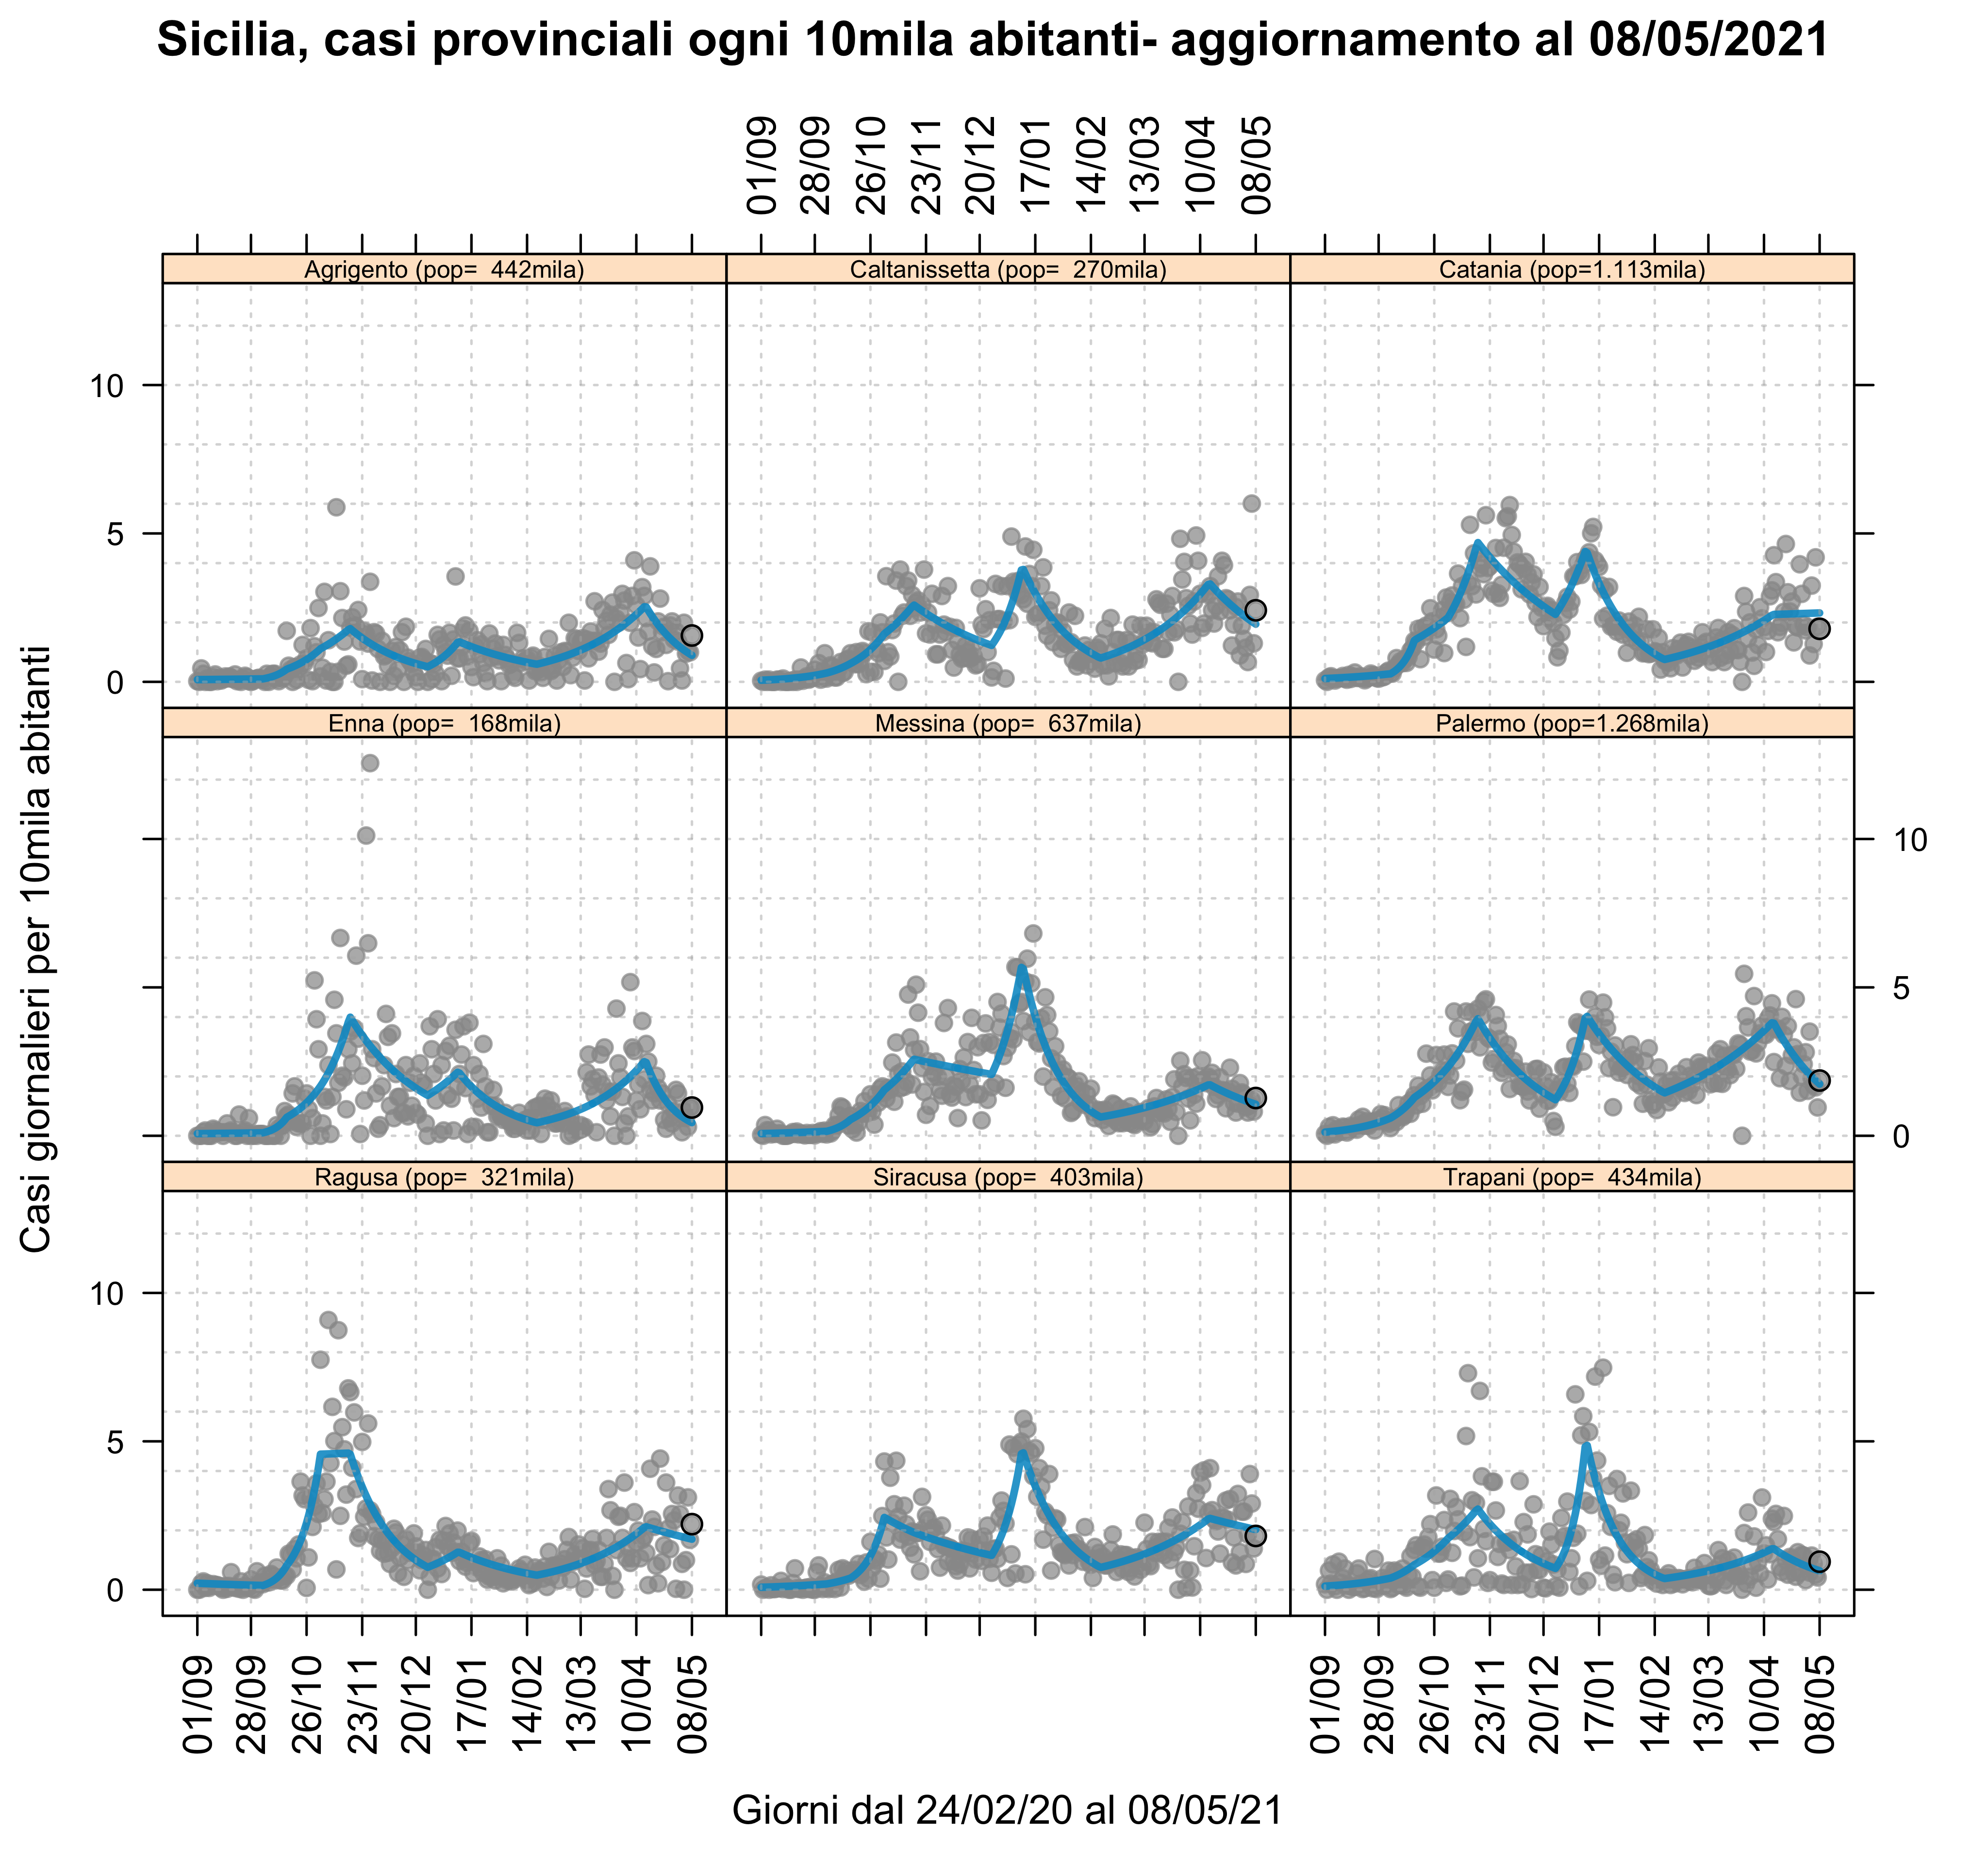 Sicilia, casi provinciali ogni 10mila abitanti- aggiornamento al 08/05/2021
01/09 28/09 26/10 23/11 20/12 17/01 14/02 13/03 10/04 08/05
Agrigento (pop=  442mila)
Caltanissetta (pop=  270mila)
Catania (pop=1.113mila)
10
5
0
Enna (pop=  168mila)
Messina (pop=  637mila)
Palermo (pop=1.268mila)
10
5
0
Ragusa (pop=  321mila)
Siracusa (pop=  403mila)
Trapani (pop=  434mila)
10
5
0
Casi giornalieri per 10mila abitanti
01/09 28/09 26/10 23/11 20/12 17/01 14/02 13/03 10/04 08/05
01/09 28/09 26/10 23/11 20/12 17/01 14/02 13/03 10/04 08/05
Giorni dal 24/02/20 al 08/05/21